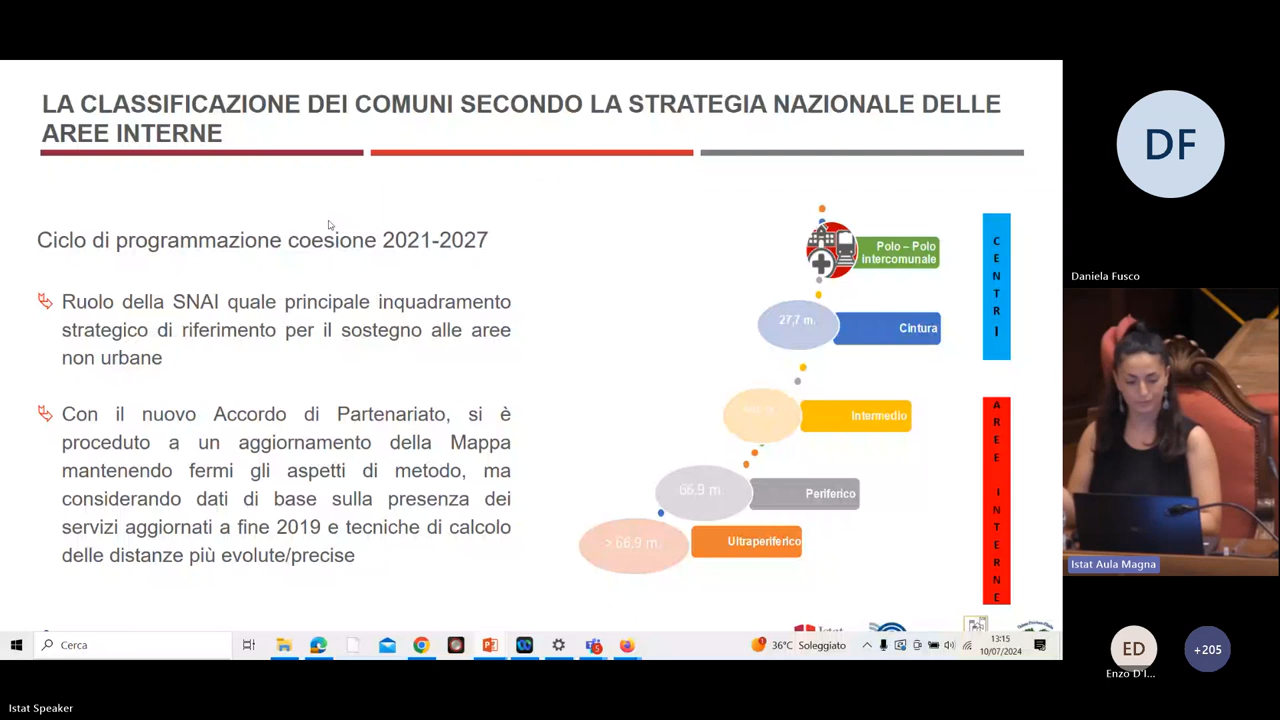 LA CLASSIFICAZIONE DEI COMUNI SECONDO LA STRATEGIA NAZIONALE DELLE
AREE INTERNE
Ciclo di programmazione coesione 2021-2027
Ruolo della SNAI quale principale inquadramento
strategico di riferimento per il sostegno alle aree
non urbane
Con il nuovo Accordo di Partenariato, si è
proceduto a un aggiornamento della Mappa
mantenendo fermi gli aspetti di metodo, ma
considerando dati di base sulla presenza dei
servizi aggiornati a fine 2019 e tecniche di calcolo
delle distanze più evolute/precise
Polo – Polo
intercomunale
27,7 m.
Cintura
Intermedio
66,9 m.
Periferico
Ultraperiferico
CENTRI
AREE INTERNE
DF
Daniela Fusco
Istat Aula Magna
ED
Enzo D'I...
+205
Cerca
36°C Soleggiato
13:15
10/07/2024
Istat Speaker